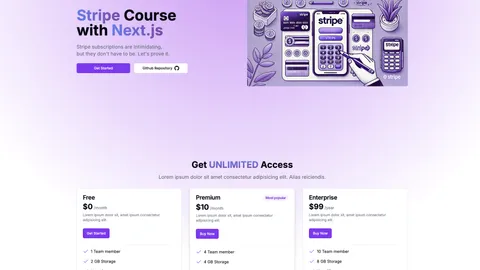 Stripe Course
with Next.js
Stripe subscriptions are intimidating,
but they don't have to be. Let's prove it.
Get Started
Github Repository
stripe
stripe
Get UNLIMITED Access
Lorem ipsum dolor sit amet consectetur adipisicing elit. Alias reiciendis.
Free
$0 /month
Lorem ipsum dolor sit, amet consectetur
adipisicing elit.
Get Started
1 Team member
2 GB Storage
Premium
Most popular
$10 /month
Lorem ipsum dolor sit, amet consectetur
adipisicing elit.
Buy Now
4 Team member
4 GB Storage
Enterprise
$99 /year
Lorem ipsum dolor sit, amet consectetur
adipisicing elit.
Buy Now
10 Team member
8 GB Storage